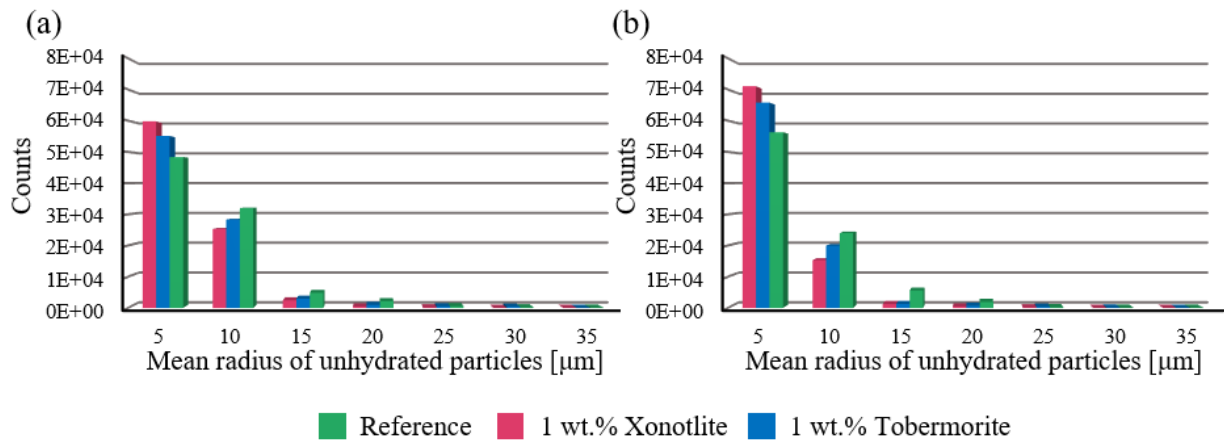 (a)
8E+04
7E+04
6E+04
5E+04
4E+04
3E+04
2E+04
1E+04
0E+00
Counts
5 10 15 20 25 30 35
Mean radius of unhydrated particles [μm]
(b)
8E+04
7E+04
6E+04
5E+04
4E+04
3E+04
2E+04
1E+04
0E+00
Counts
5 10 15 20 25 30 35
Mean radius of unhydrated particles [μm]
Reference 1 wt.% Xonotlite 1 wt.% Tobermorite